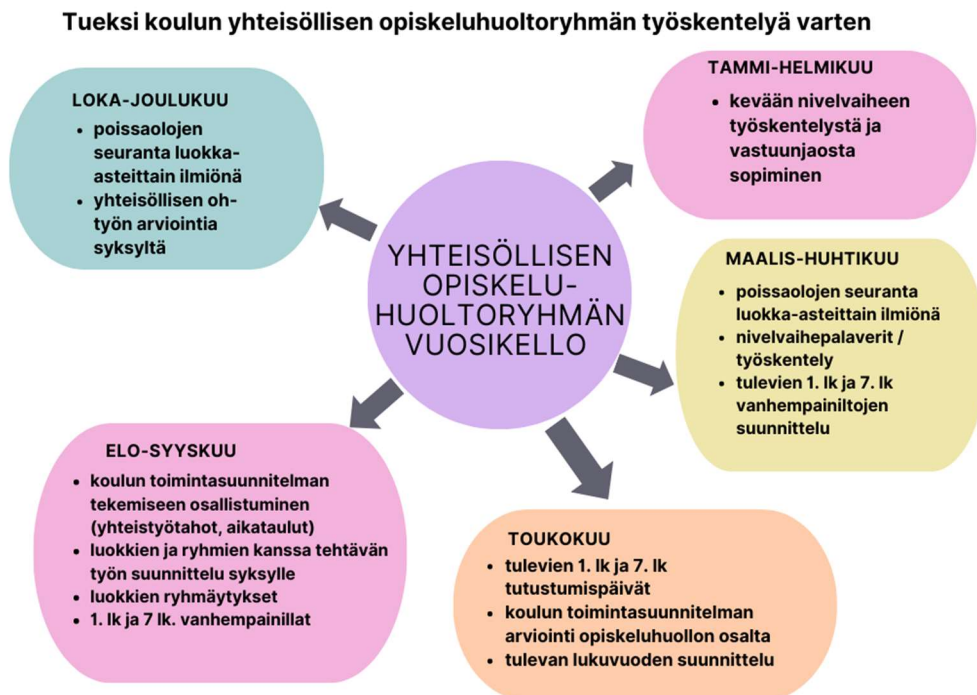 Tueksi koulun yhteisöllisen opiskeluhuoltoryhmän työskentelyä varten
YHTEISÖLLISEN
OPISKELU-
HUOLTORYHMÄN
VUOSIKELLO
ELO-SYYSKUU
• koulun toimintasuunnitelman
tekemiseen osallistuminen
(yhteistyötahot, aikataulut)
• luokkien ja ryhmien kanssa tehtävän
työn suunnittelu syksylle
• luokkien ryhmäytykset
• 1. lk ja 7 lk. vanhempainillat
LOKA-JOULUKUU
• poissaolojen
seuranta luokka-
asteittain ilmiönä
• yhteisöllisen oh-
työn arviointia
syksyltä
TAMMI-HELMIKUU
• kevään nivelvaiheen
työskentelystä ja
vastuunjaosta
sopiminen
MAALIS-HUHTIKUU
• poissaolojen seuranta
luokka-asteittain ilmiönä
• nivelvaihepalaverit /
työskentely
• tulevien 1. lk ja 7. lk
vanhempainiltojen
suunnittelu
TOUKOKUU
• tulevien 1. lk ja 7. lk
tutustumispäivät
• koulun toimintasuunnitelman
arviointi opiskeluhuollon osalta
• tulevan lukuvuoden suunnittelu